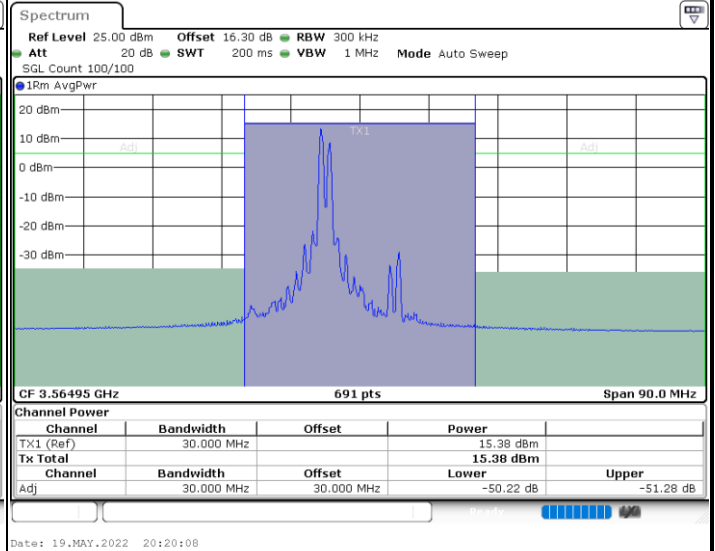 Spectrum
Ref Level 25.00 dBm Offset 16.30 dB RBW 300 kHz
Att 20 dB SWT 200 ms VBW 1 MHz Mode Auto Sweep
SGL Count 100/100
1Rm AvgPwr
20 dBm
TX1
10 dBm
Adj Adj
0 dBm
-10 dBm
-20 dBm
-30 dBm
CF 3.56495 GHz 691 pts Span 90.0 MHz
Channel Power
Channel Bandwidth Offset Power
TX1 (Ref) 30.000 MHz 15.38 dBm
Tx Total 15.38 dBm
Channel Bandwidth Offset Lower Upper
Adj 30.000 MHz 30.000 MHz -50.22 dB -51.28 dB
Ready
Date: 19.MAY.2022 20:20:08